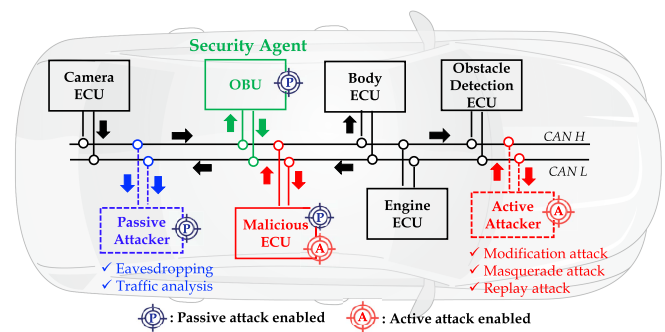 Security Agent
Camera
ECU
OBU
P
Body
ECU
Obstacle
Detection
ECU
CAN H
CAN L
Passive
Attacker
P
Malicious
ECU
P
A
Engine
ECU
Active
Attacker
A
✓ Eavesdropping
✓ Traffic analysis
✓ Modification attack
✓ Masquerade attack
✓ Replay attack
P : Passive attack enabled
A : Active attack enabled